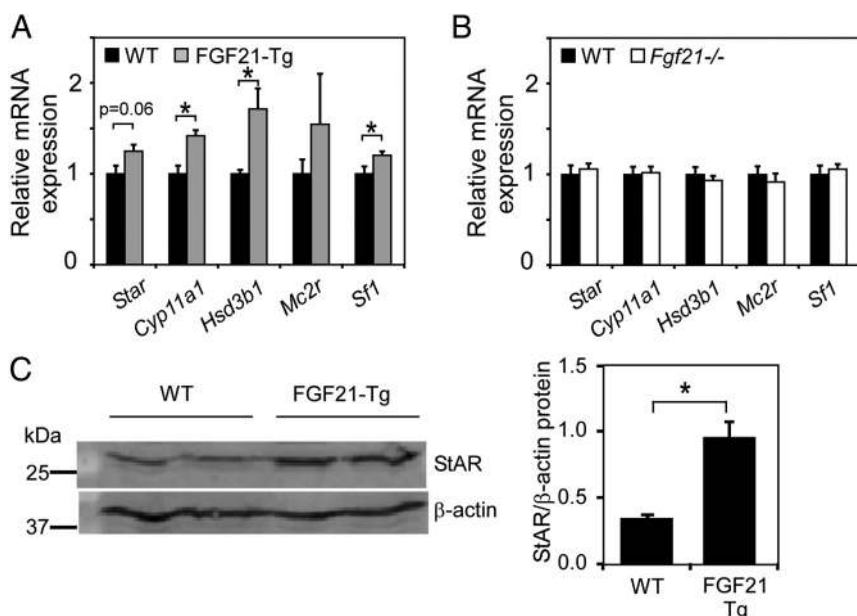 A
WT FGF21-Tg
Relative mRNA
expression
2
1
0
p=0.06
*
*
*
Star
Cyp11a1
Hsd3b1
Mc2r
Sf1
B
WT Fgf21-/-
Relative mRNA
expression
2
1
0
Star
Cyp11a1
Hsd3b1
Mc2r
Sf1
C
WT FGF21-Tg
kDa
25
StAR
37
β-actin
StAR/β-actin protein
1.5
1.0
0.5
0.0
*
WT FGF21
Tg